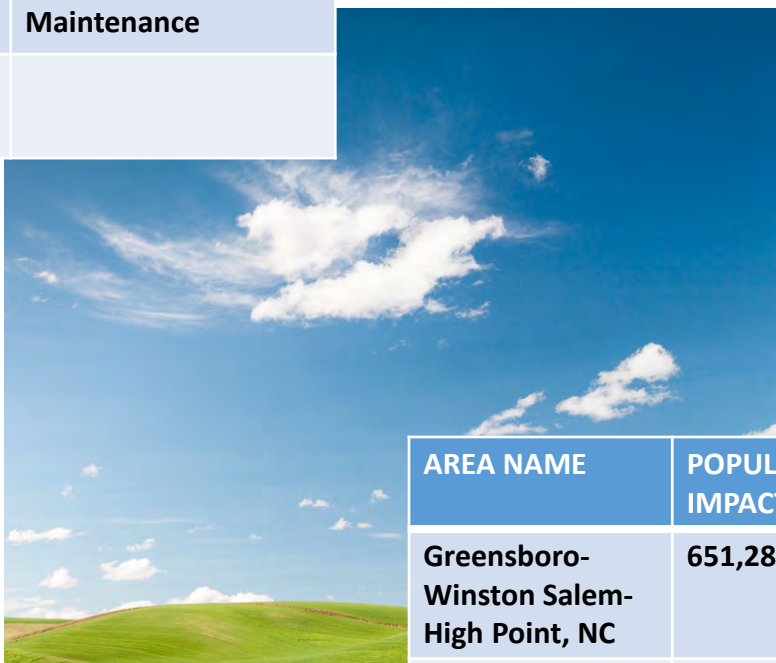 Maintenance
AREA NAME
Greensboro-
Winston Salem-
High Point, NC